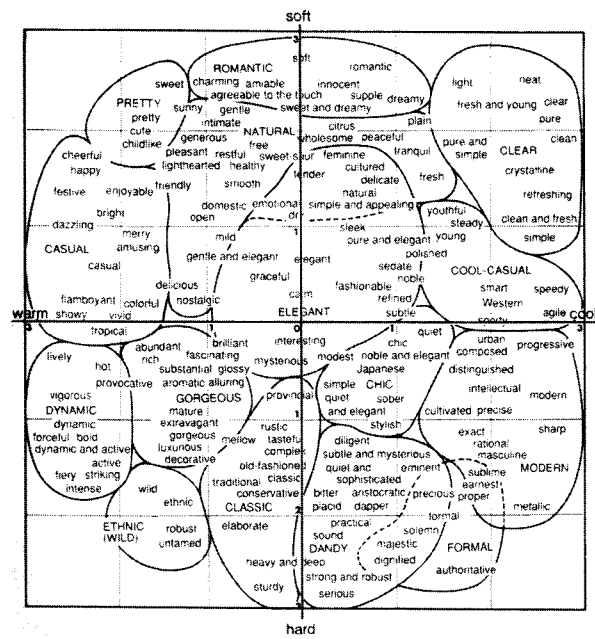 soft
3
soft
ROMANTIC
romantic
sweet charming amiable innocent light neat
agreeable to the touch supple dreamy
PRETTY sunny gentle sweet and dreamy fresh and young clear
pretty intimate plain pure
cute generous NATURAL citrus
childlike free wholesome peaceful pure and clean
cheerful pleasant restful sweet-sour feminine tranquil simple CLEAR
happy lighthearted healthy cultured crystalline
festive enjoyable friendly smooth tender delicate fresh
natural refreshing
domestic emotional simple and appealing youthful
bright open dry steady clean and fresh
dazzling merry mild 1 sleek young simple
CASUAL amusing pure and elegant
gentle and elegant elegant polished
casual sedate COOL-CASUAL
graceful noble smart speedy
delicious fashionable Western
flamboyant colorful nostalgic calm refined
showy vivid ELEGANT subtle sporty agile
warm cool
3 0 1 3
tropical interesting quiet urban progressive
lively abundant brilliant chic composed
hot rich fascinating mysterious modest noble and elegant distinguished
provocative substantial glossy Japanese
aromatic alluring simple CHIC intellectual
vigorous GORGEOUS provincial quiet sober modern
DYNAMIC mature 1 and elegant cultivated precise
dynamic extravagant rustic stylish
forceful bold gorgeous mellow tasteful diligent exact sharp
dynamic and active luxurious complex subtle and mysterious rational
active decorative old-fashioned quiet and eminent masculine
fiery striking traditional classic sophisticated sublime MODERN
intense wild conservative bitter aristocratic precious earnest
ethnic CLASSIC placid dapper proper metallic
2 formal
ETHNIC robust elaborate practical solemn
(WILD) untamed sound majestic FORMAL
DANDY
heavy and deep dignified authoritative
strong and robust
sturdy serious
hard